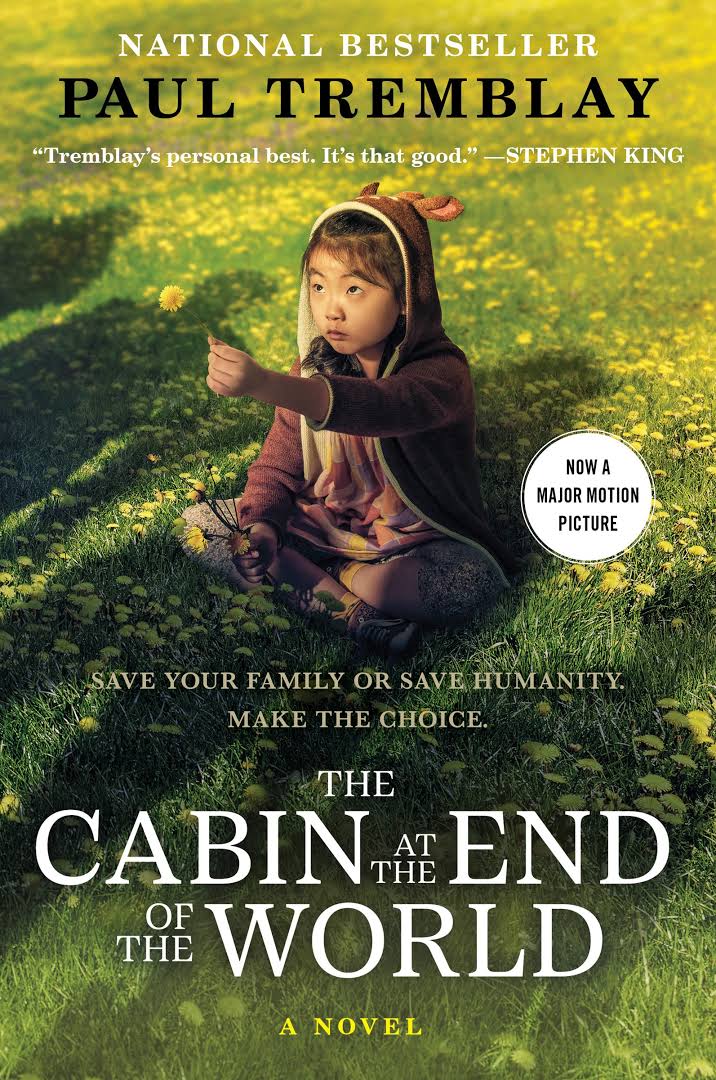 NATIONAL BESTSELLER
PAUL TREMBLAY
“Tremblay’s personal best. It’s that good.” —STEPHEN KING
NOW A
MAJOR MOTION
PICTURE
SAVE YOUR FAMILY OR SAVE HUMANITY.
MAKE THE CHOICE.
THE
CABIN AT THE END
OF THE WORLD
A NOVEL